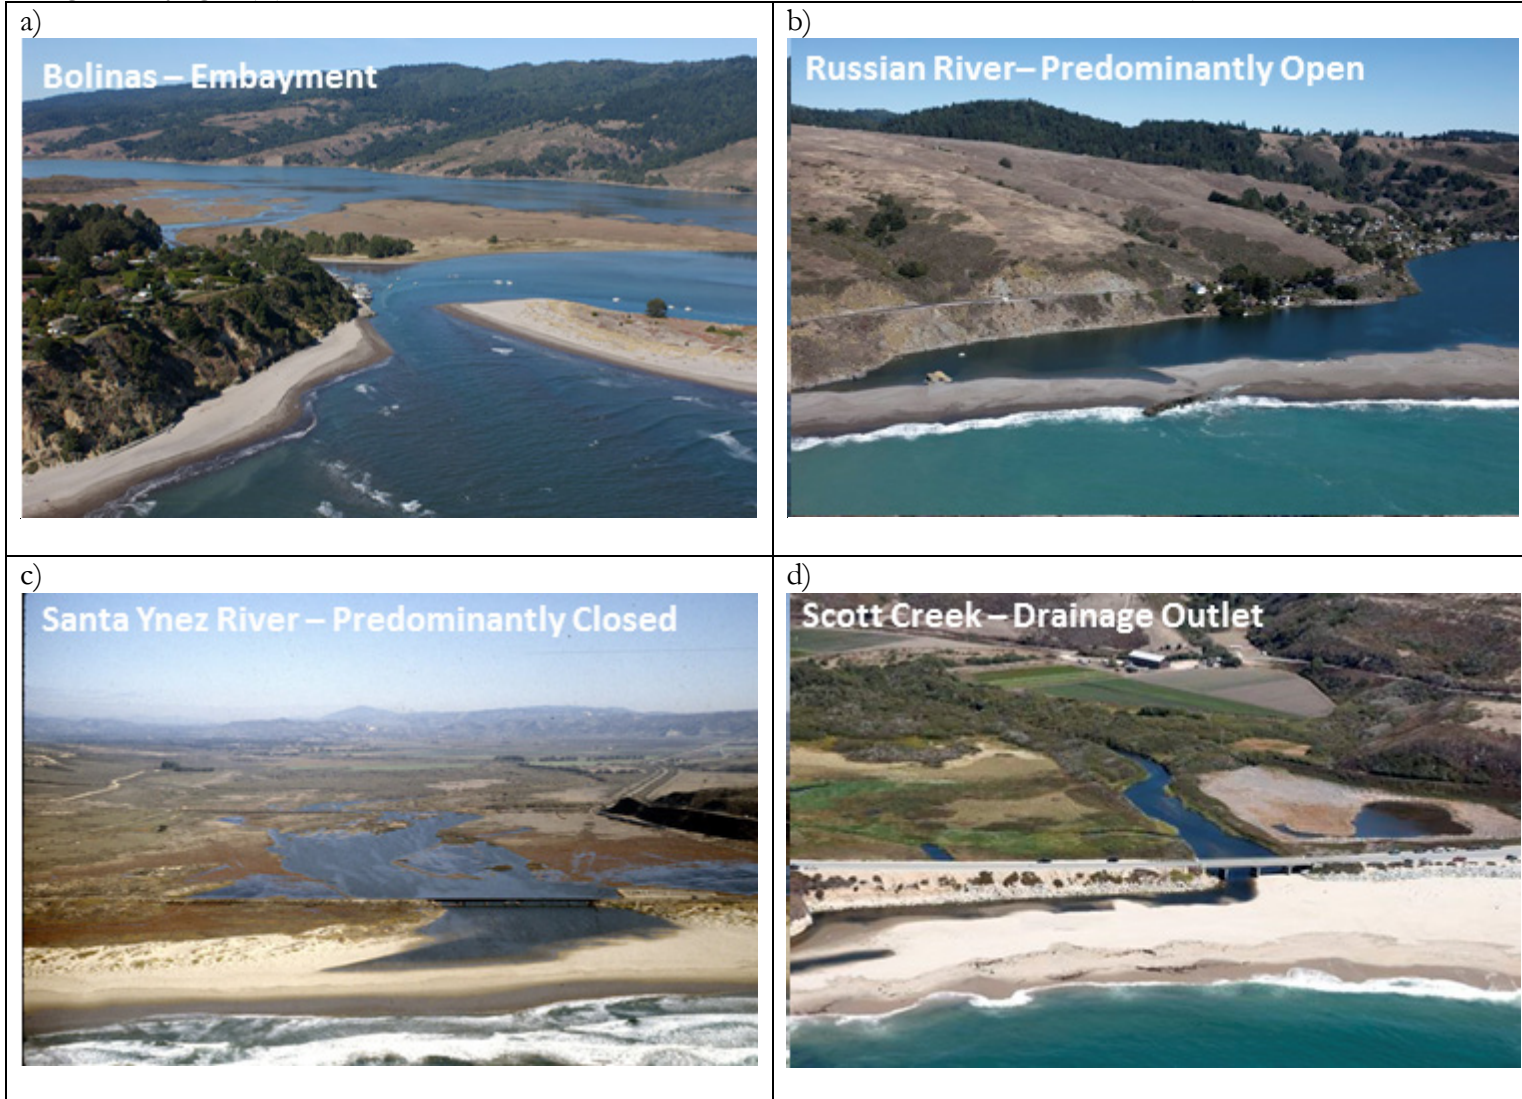 a)
Bolinas – Embayment
b)
Russian River– Predominantly Open
c)
Santa Ynez River – Predominantly Closed
d)
Scott Creek – Drainage Outlet